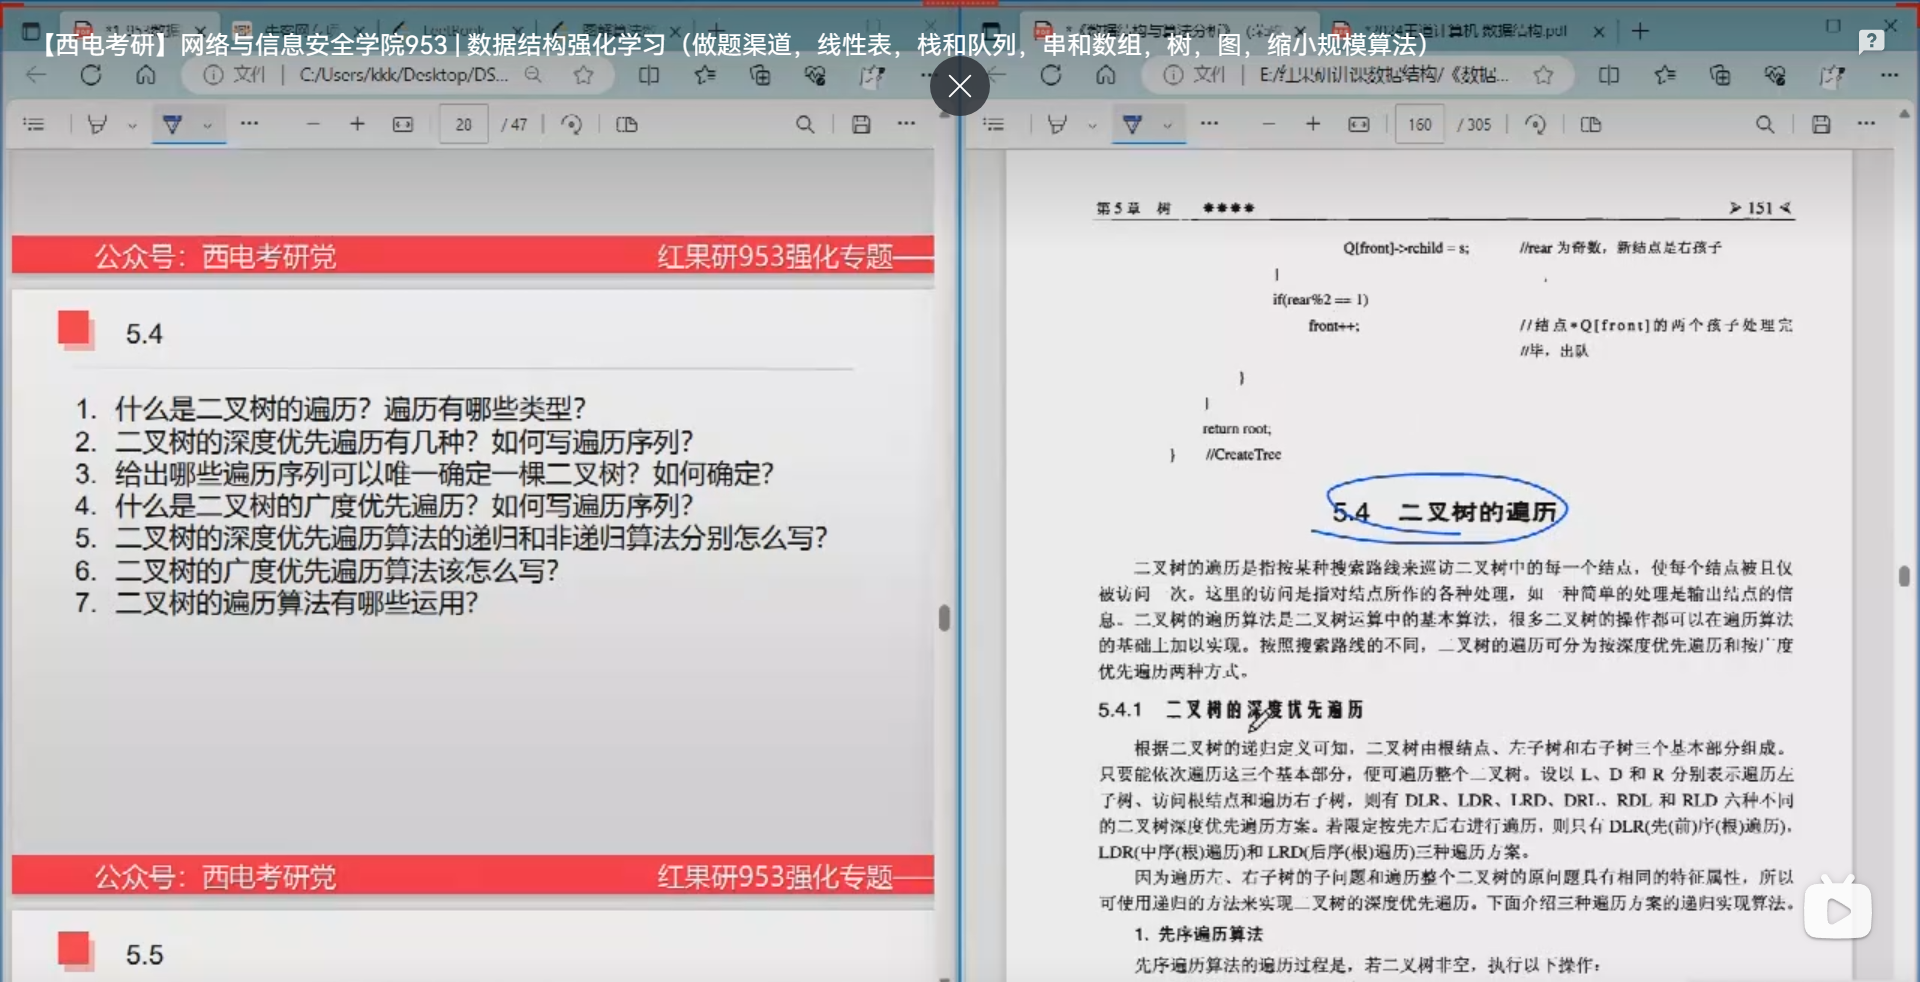 【西电考研】网络与信息安全学院953 | 数据结构强化学习（做题渠道，线性表，栈和队列，串和数组，树，图，缩小规模算法）
文件 | C:/Users/kkk/Desktop/DS...
20 / 47
公众号：西电考研党 红果研953强化专题——
5.4
1. 什么是二叉树的遍历？遍历有哪些类型？
2. 二叉树的深度优先遍历有几种？如何写遍历序列？
3. 给出哪些遍历序列可以唯一确定一棵二叉树？如何确定？
4. 什么是二叉树的广度优先遍历？如何写遍历序列？
5. 二叉树的深度优先遍历算法的递归和非递归算法分别怎么写？
6. 二叉树的广度优先遍历算法该怎么写？
7. 二叉树的遍历算法有哪些运用？
公众号：西电考研党 红果研953强化专题——
5.5
文件 | E:/红果研训课数据结构/《数据...
160 / 305
第 5 章 树 ****** 151
Q[front]->rchild = s; //rear 为奇数，新结点是右孩子
}
if(rear%2 == 1)
front++; //结点*Q[front]的两个孩子处理完
//毕，出队
}
}
return root;
} //CreateTree
5.4 二叉树的遍历
二叉树的遍历是指按某种搜索路线来巡访二叉树中的每一个结点，使每个结点被且仅
被访问一次。这里的访问是指对结点所作的各种处理，如一种简单的处理是输出结点的信
息。二叉树的遍历算法是二叉树运算中的基本算法，很多二叉树的操作都可以在遍历算法
的基础上加以实现。按照搜索路线的不同，二叉树的遍历可分为按深度优先遍历和按广度
优先遍历两种方式。
5.4.1 二叉树的深度优先遍历
根据二叉树的递归定义可知，二叉树由根结点、左子树和右子树三个基本部分组成。
只要能依次遍历这三个基本部分，便可遍历整个二叉树。设以 L、D 和 R 分别表示遍历左
子树、访问根结点和遍历右子树，则有 DLR、LDR、LRD、DRL、RDL 和 RLD 六种不同
的二叉树深度优先遍历方案。若限定按先左后右进行遍历，则只有 DLR(先(前)序(根)遍历)，
LDR(中序(根)遍历)和 LRD(后序(根)遍历)三种遍历方案。
因为遍历左、右子树的子问题和遍历整个二叉树的原问题具有相同的特征属性，所以
可使用递归的方法来实现二叉树的深度优先遍历。下面介绍三种遍历方案的递归实现算法。
1. 先序遍历算法
先序遍历算法的遍历过程是，若二叉树非空，执行以下操作：